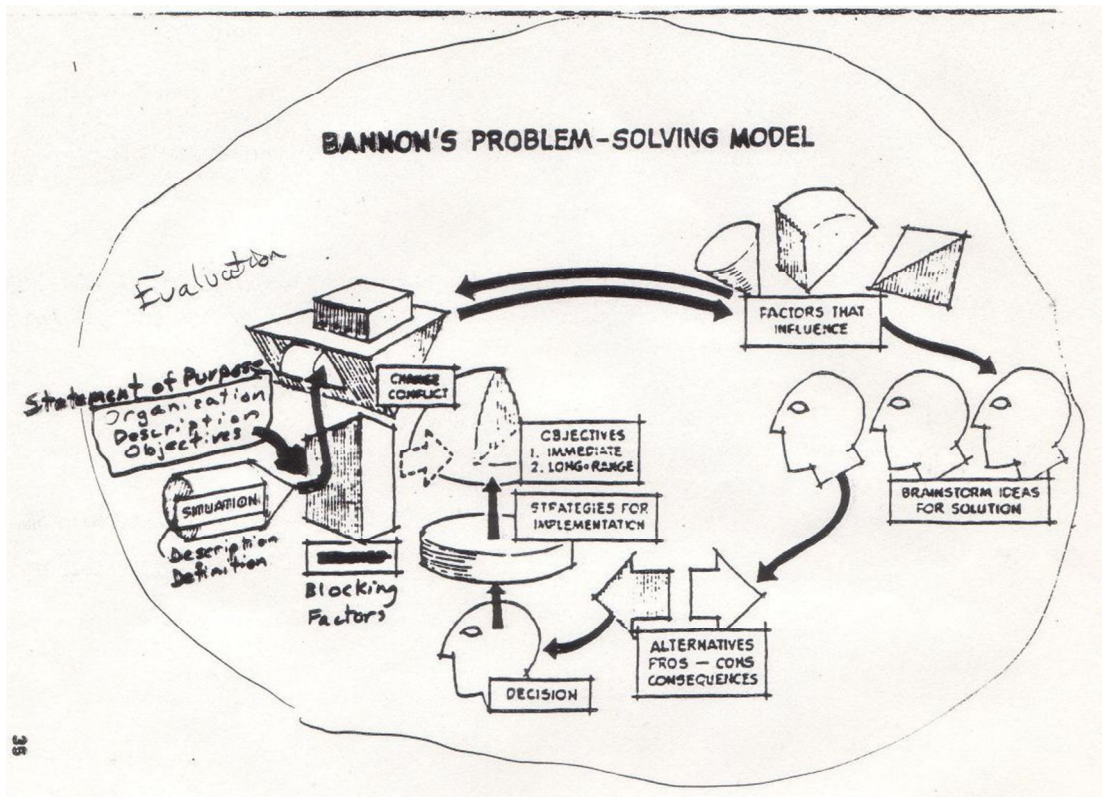 BANNON'S PROBLEM-SOLVING MODEL
Evaluation
FACTORS THAT
INFLUENCE
Statement of Purpose
Organization
Description
Objectives
CHANGE
CONFLICT
OBJECTIVES
1. IMMEDIATE
2. LONG-RANGE
SITUATION
Description
Definition
STRATEGIES FOR
IMPLEMENTATION
BRAINSTORM IDEAS
FOR SOLUTION
Blocking
Factors
ALTERNATIVES
PROS — CONS
CONSEQUENCES
DECISION
35